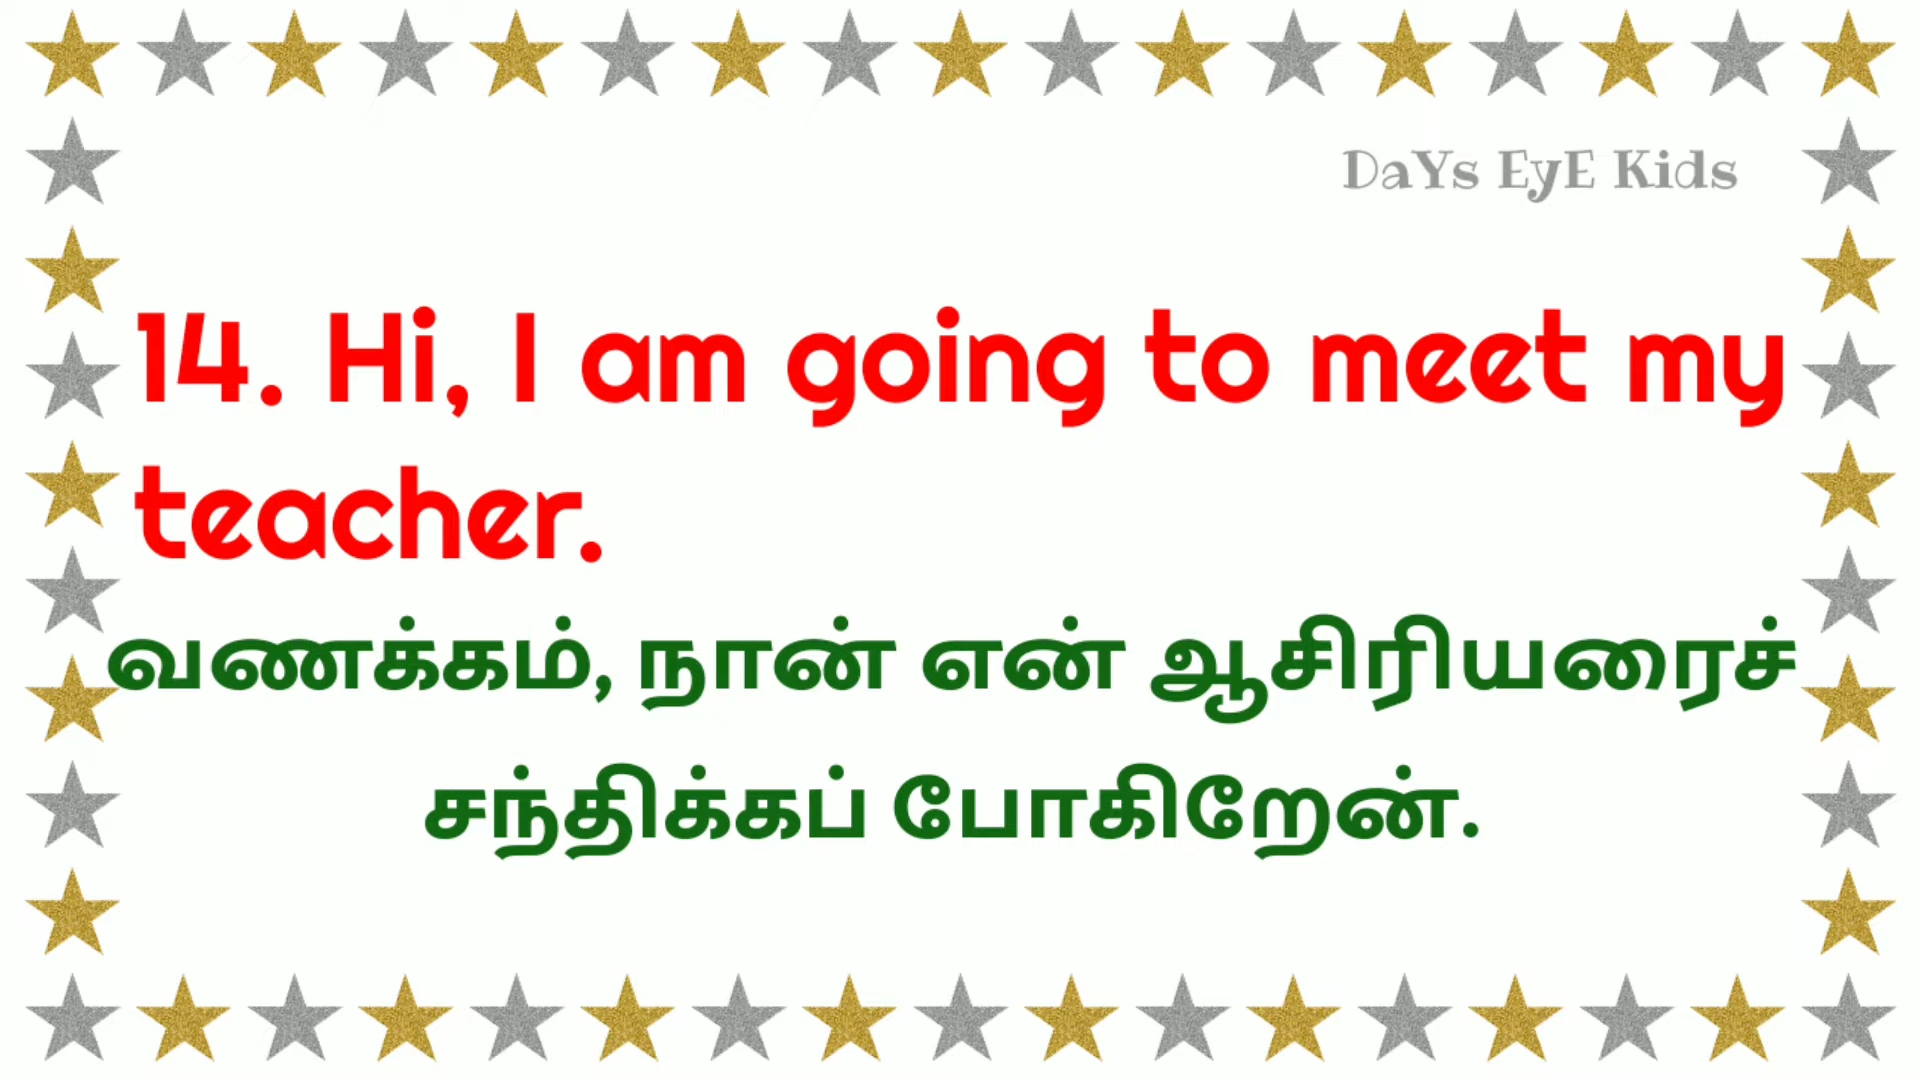 DaYs EyE Kids
14. Hi, I am going to meet my
teacher.
வணக்கம், நான் என் ஆசிரியரைச்
சந்திக்கப் போகிறேன்.